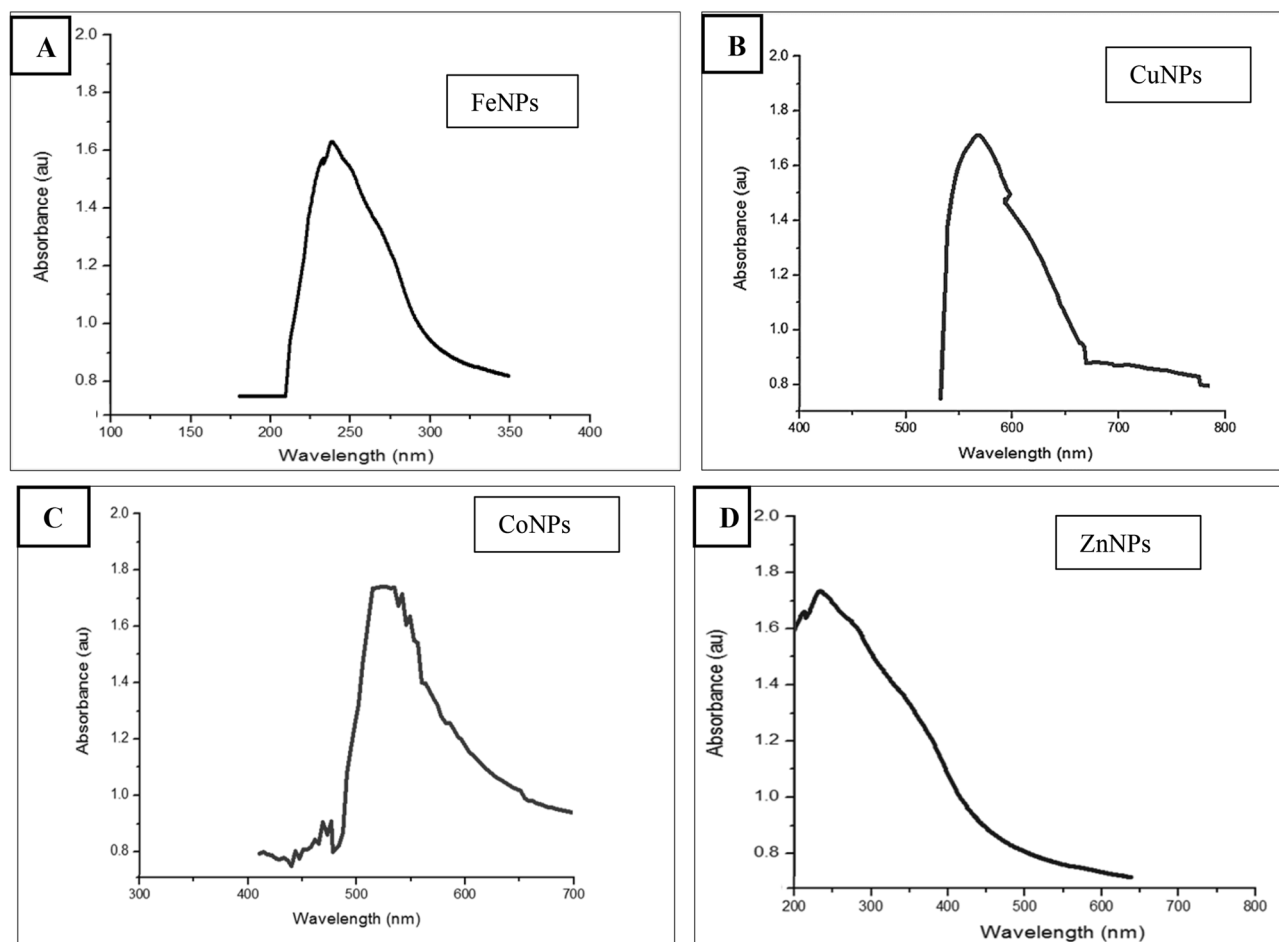 A
FeNPs
Absorbance (au)
2.0
1.8
1.6
1.4
1.2
1.0
0.8
100 150 200 250 300 350 400
Wavelength (nm)
B
CuNPs
Absorbance (au)
2.0
1.8
1.6
1.4
1.2
1.0
0.8
400 500 600 700 800
Wavelength (nm)
C
CoNPs
Absorbance (au)
2.0
1.8
1.6
1.4
1.2
1.0
0.8
300 400 500 600 700
Wavelength (nm)
D
ZnNPs
Absorbance (au)
2.0
1.8
1.6
1.4
1.2
1.0
0.8
200 300 400 500 600 700 800
Wavelength (nm)